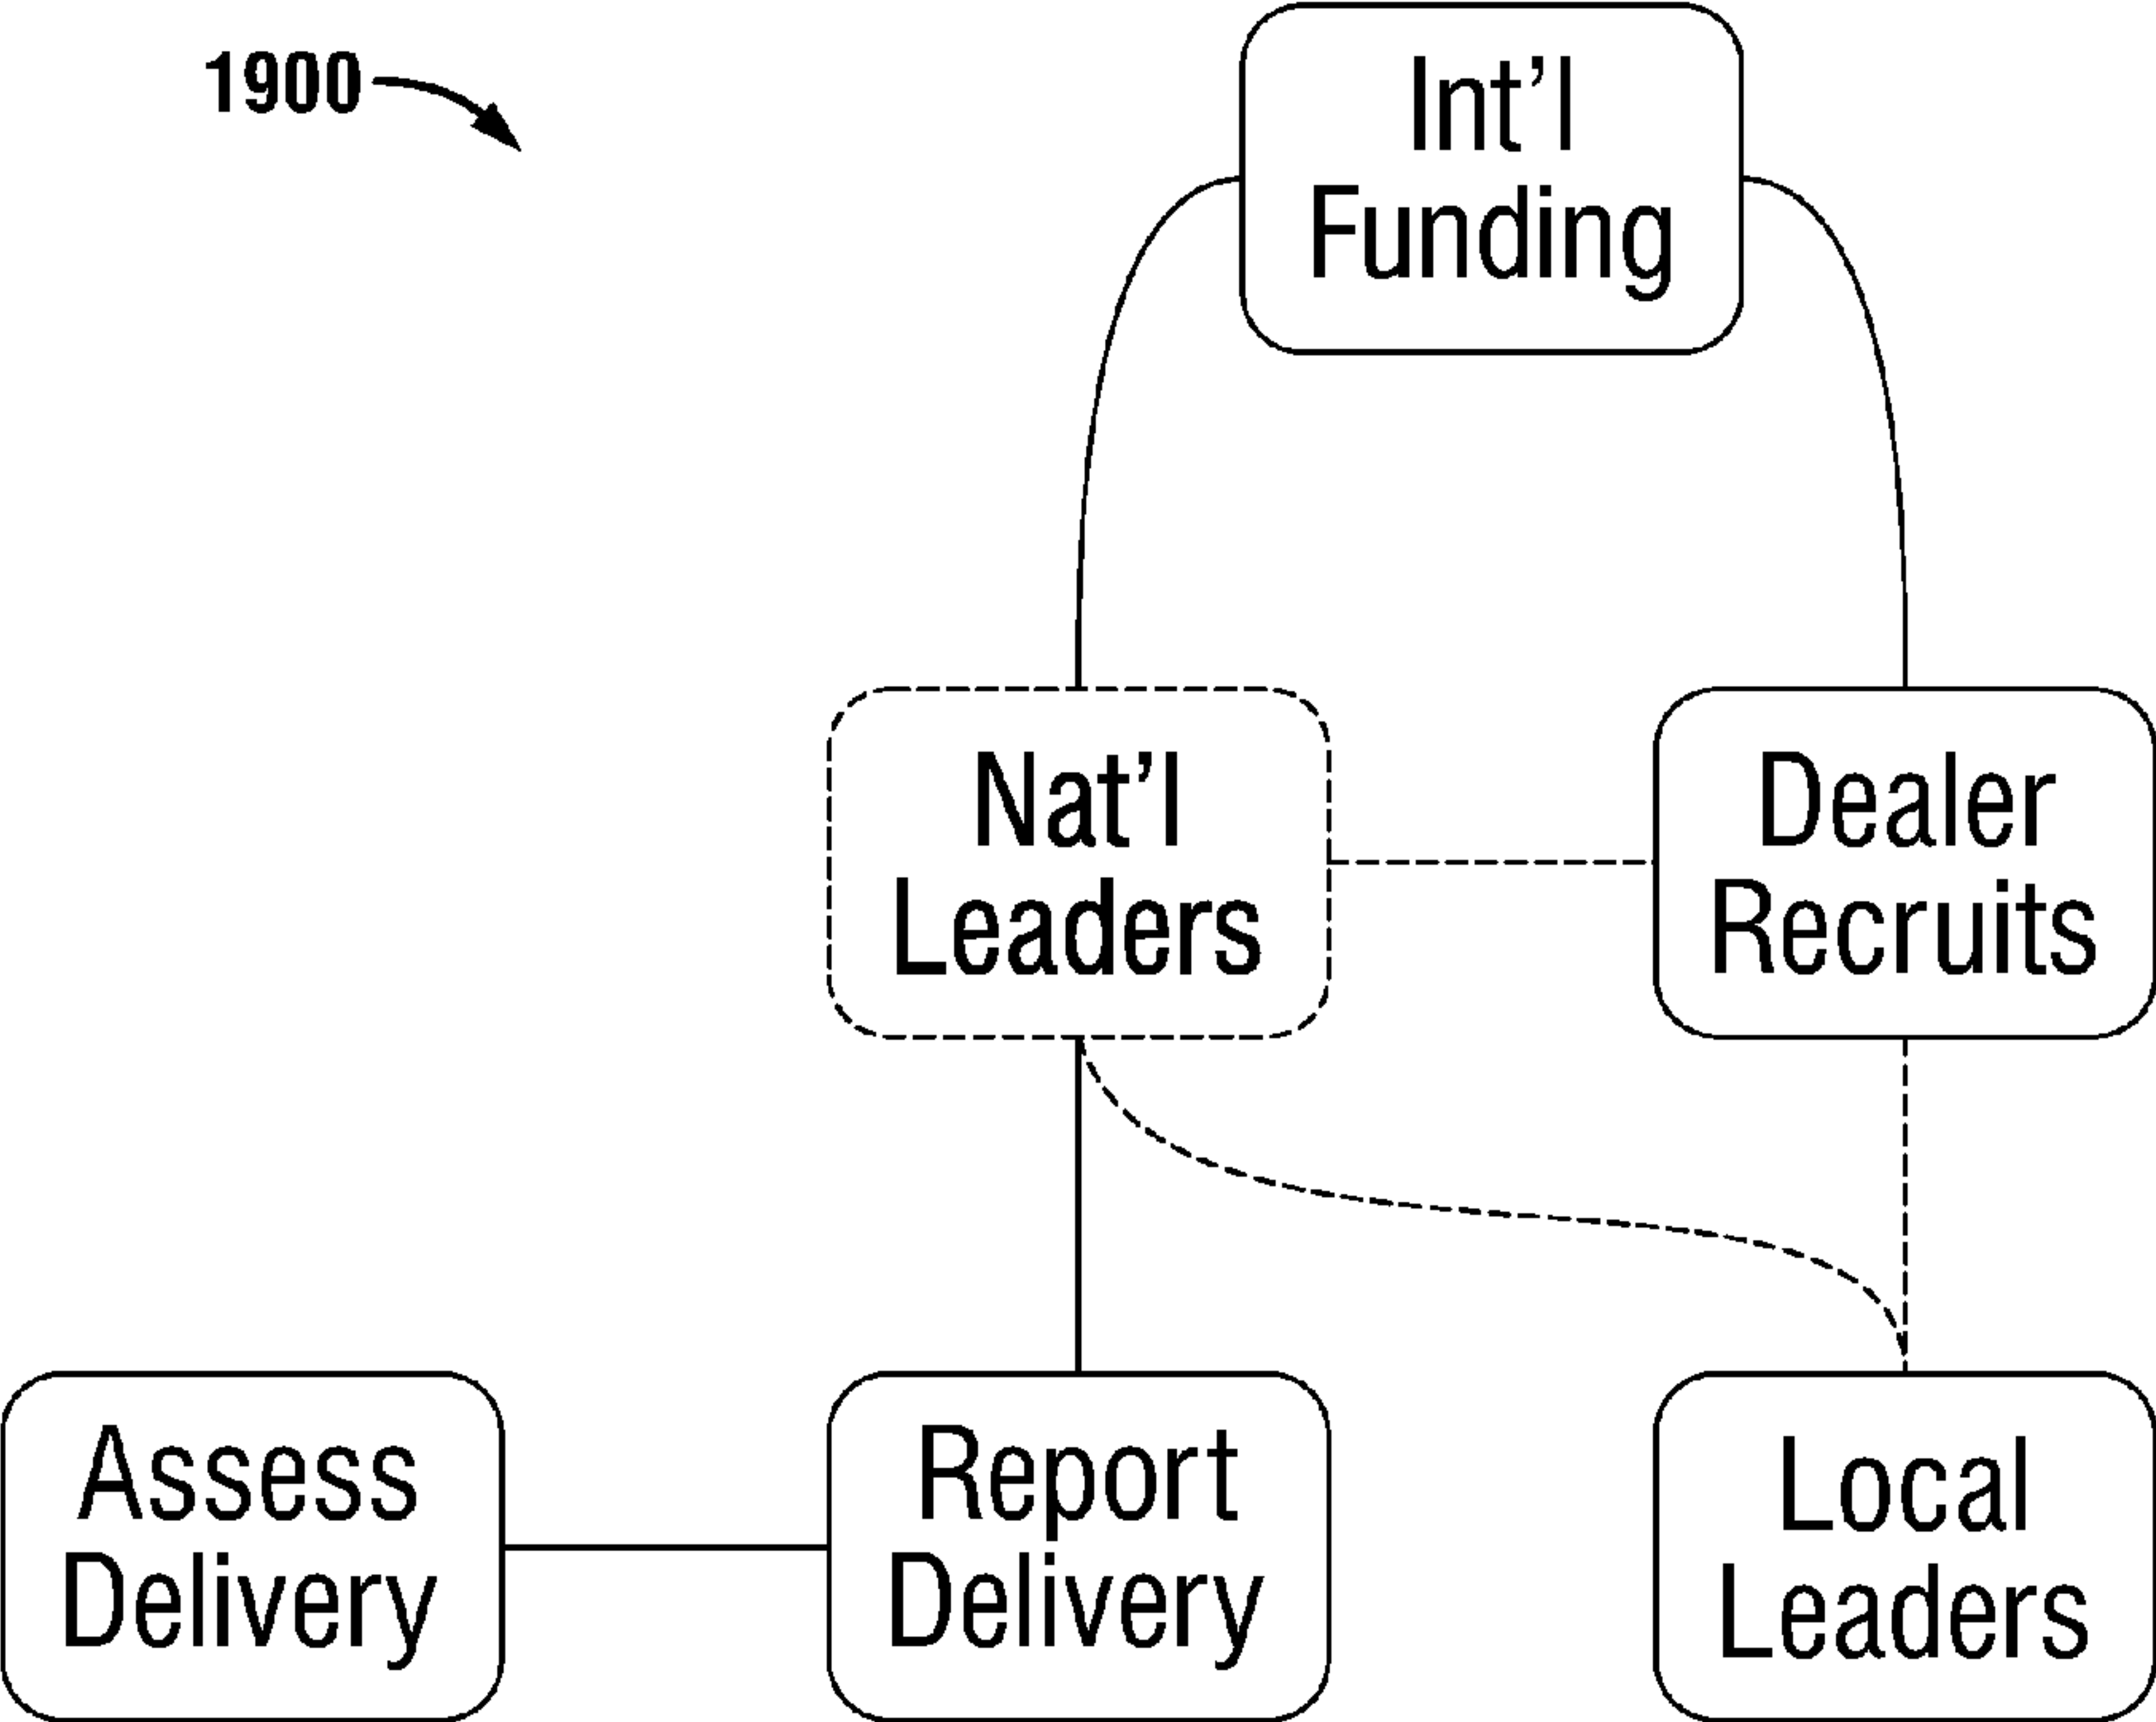 1900
Int'l
Funding
Nat'l
Leaders
Dealer
Recruits
Assess
Delivery
Report
Delivery
Local
Leaders